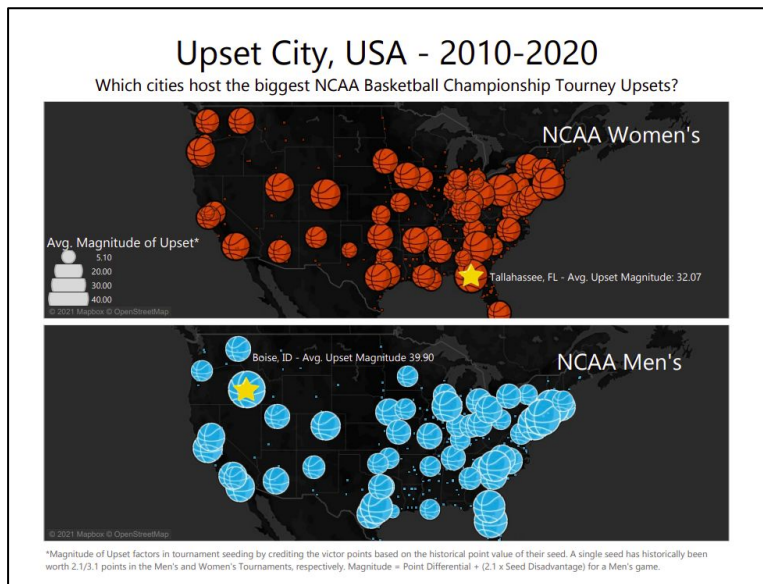 Upset City, USA - 2010-2020
Which cities host the biggest NCAA Basketball Championship Tourney Upsets?
NCAA Women's
Avg. Magnitude of Upset*
5.10
20.00
30.00
40.00
Tallahassee, FL - Avg. Upset Magnitude: 32.07
© 2021 Mapbox © OpenStreetMap
Boise, ID - Avg. Upset Magnitude 39.90
NCAA Men's
© 2021 Mapbox © OpenStreetMap
*Magnitude of Upset factors in tournament seeding by crediting the victor points based on the historical point value of their seed. A single seed has historically been
worth 2.1/3.1 points in the Men's and Women's Tournaments, respectively. Magnitude = Point Differential + (2.1 x Seed Disadvantage) for a Men's game.